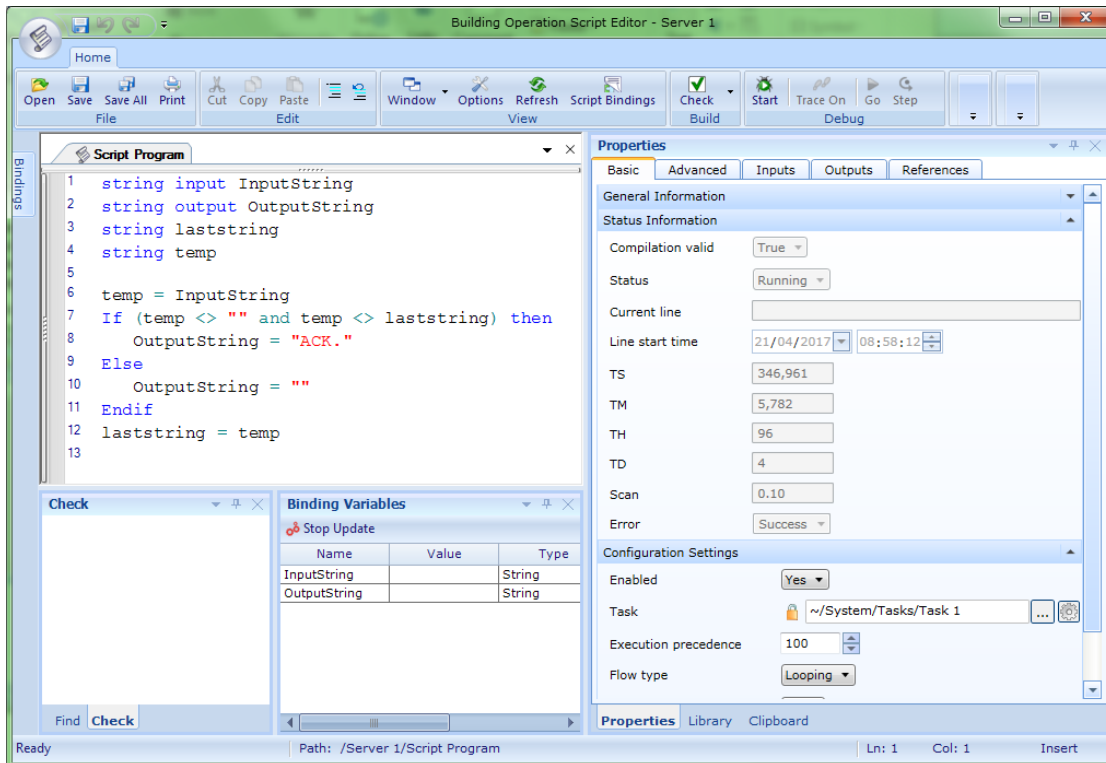 Building Operation Script Editor - Server 1
Home
Open Save Save All Print Cut Copy Paste Window Options Refresh Script Bindings Check Start Trace On Go Step
File Edit View Build Debug
Bindings
Script Program
1 string input InputString
2 string output OutputString
3 string laststring
4 string temp
5
6 temp = InputString
7 If (temp <> "" and temp <> laststring) then
8 OutputString = "ACK."
9 Else
10 OutputString = ""
11 Endif
12 laststring = temp
13
Check
Find Check
Binding Variables
Stop Update
Name Value Type
InputString String
OutputString String
Properties
Basic Advanced Inputs Outputs References
General Information
Status Information
Compilation valid True
Status Running
Current line
Line start time 21/04/2017 08:58:12
TS 346,961
TM 5,782
TH 96
TD 4
Scan 0.10
Error Success
Configuration Settings
Enabled Yes
Task ~/System/Tasks/Task 1 ...
Execution precedence 100
Flow type Looping
Properties Library Clipboard
Ready Path: /Server 1/Script Program Ln: 1 Col: 1 Insert